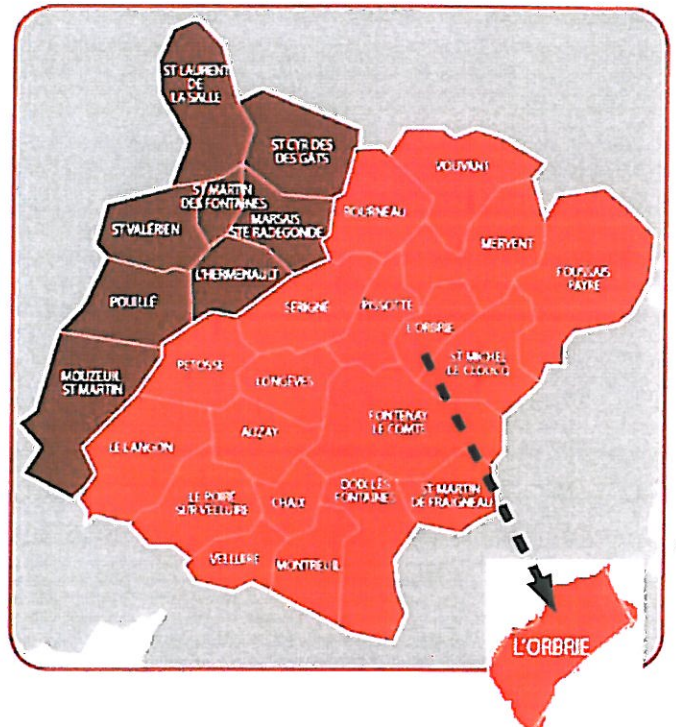 ST LAURENT
DE
LA SALLE
ST CYR DES
DES GÂTS
VOUVANT
ST MARTIN
DES FONTAINES
BOURNEAU
ST VALÉRIEN
MARSAIS
STE RADEGONDE
MERVENT
FOUSSAIS
PAYRE
L'HERMENAULT
POUILLÉ
SÉRIGNÉ
PISSOTTE
L'ORBRIE
ST MICHEL
LE CLOUCQ
PETOSSE
MOUZEUIL
ST MARTIN
LONGÈVES
FONTENAY
LE COMTE
AUZAY
LE LANGON
DOIX LÈS
FONTAINES
ST MARTIN
DE FRAIGNEAU
LE POIRÉ
SUR VELLUIRE
CHAIX
VELLUIRE
MONTREUIL
L'ORBRIE